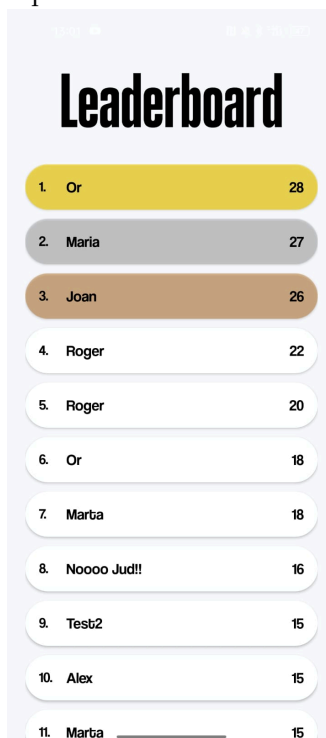 Leaderboard
1. Or 28
2. Maria 27
3. Joan 26
4. Roger 22
5. Roger 20
6. Or 18
7. Marta 18
8. Noooo Jud!! 16
9. Test2 15
10. Alex 15
11. Marta 15